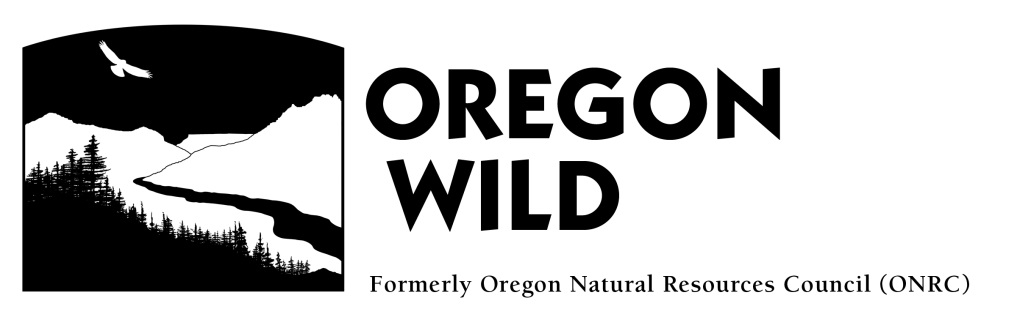 OREGON
WILD
Formerly Oregon Natural Resources Council (ONRC)